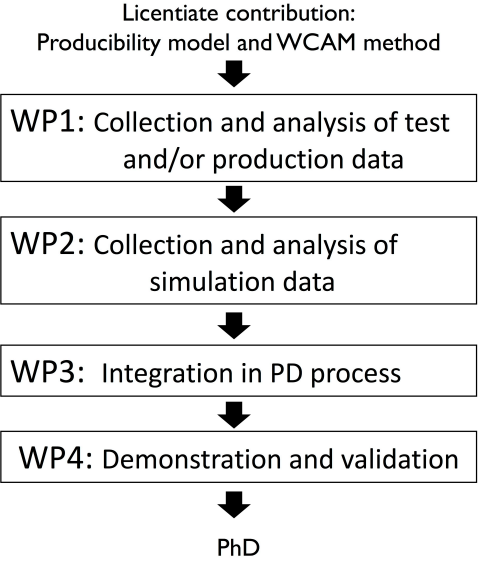 Licentiate contribution:
Producibility model and WCAM method
WP1: Collection and analysis of test
and/or production data
WP2: Collection and analysis of
simulation data
WP3: Integration in PD process
WP4: Demonstration and validation
PhD